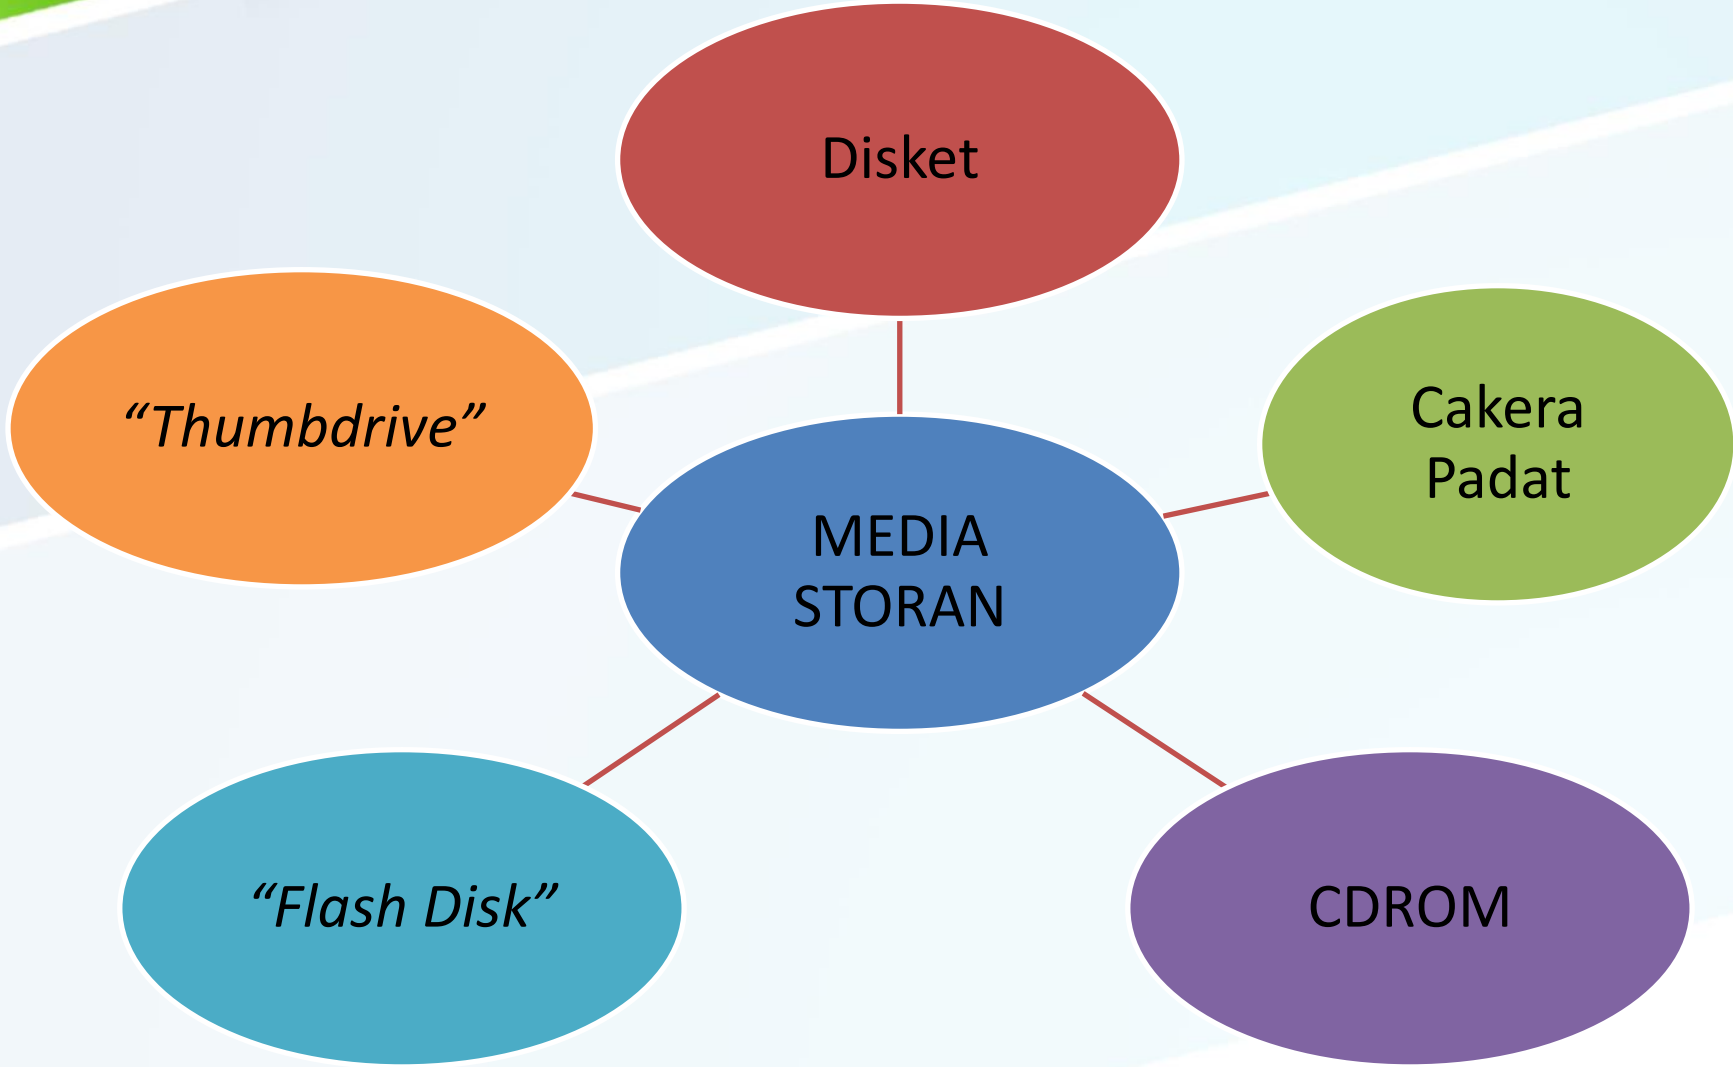 Disket
“Thumbdrive”
Cakera
Padat
MEDIA
STORAN
“Flash Disk”
CDROM